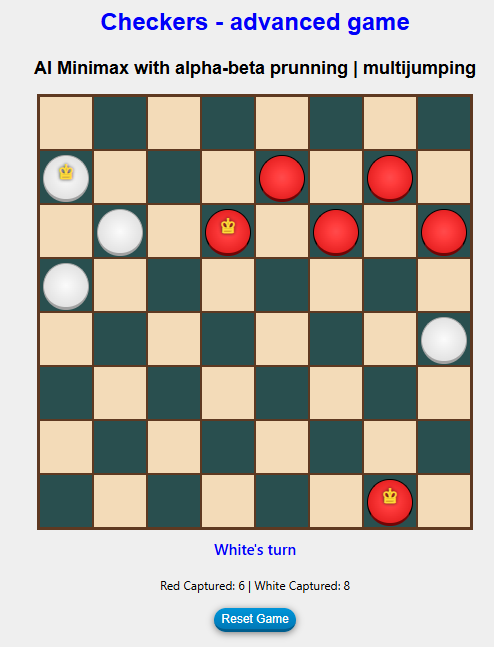 Checkers - advanced game
AI Minimax with alpha-beta prunning | multijumping
White's turn
Red Captured: 6 | White Captured: 8
Reset Game